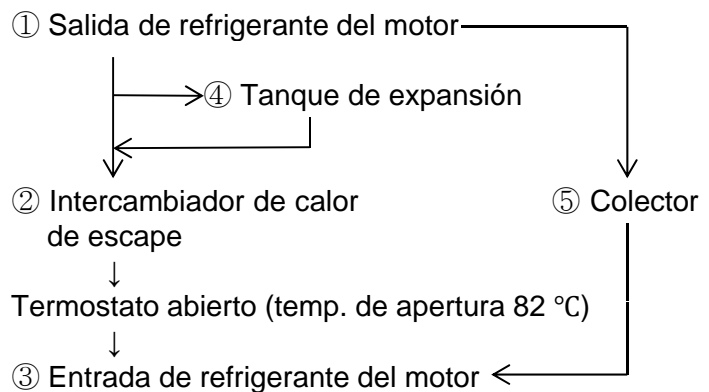 ① Salida de refrigerante del motor
④ Tanque de expansión
② Intercambiador de calor
de escape
⑤ Colector
↓
Termostato abierto (temp. de apertura 82 ℃)
↓
③ Entrada de refrigerante del motor